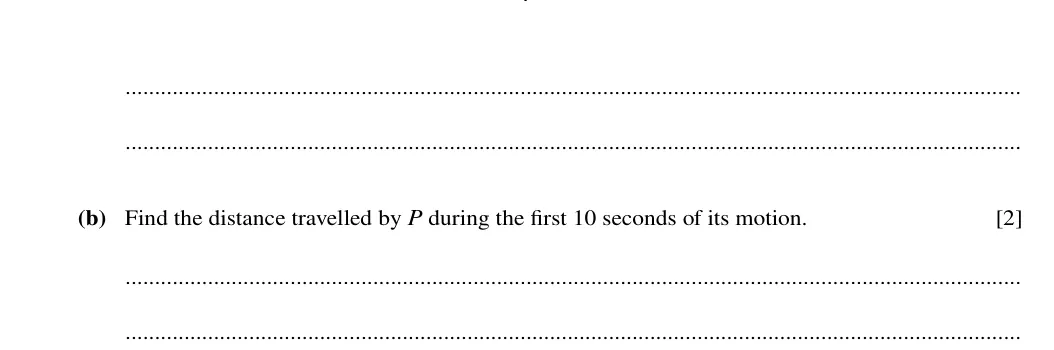 (b) Find the distance travelled by P during the first 10 seconds of its motion. [2]